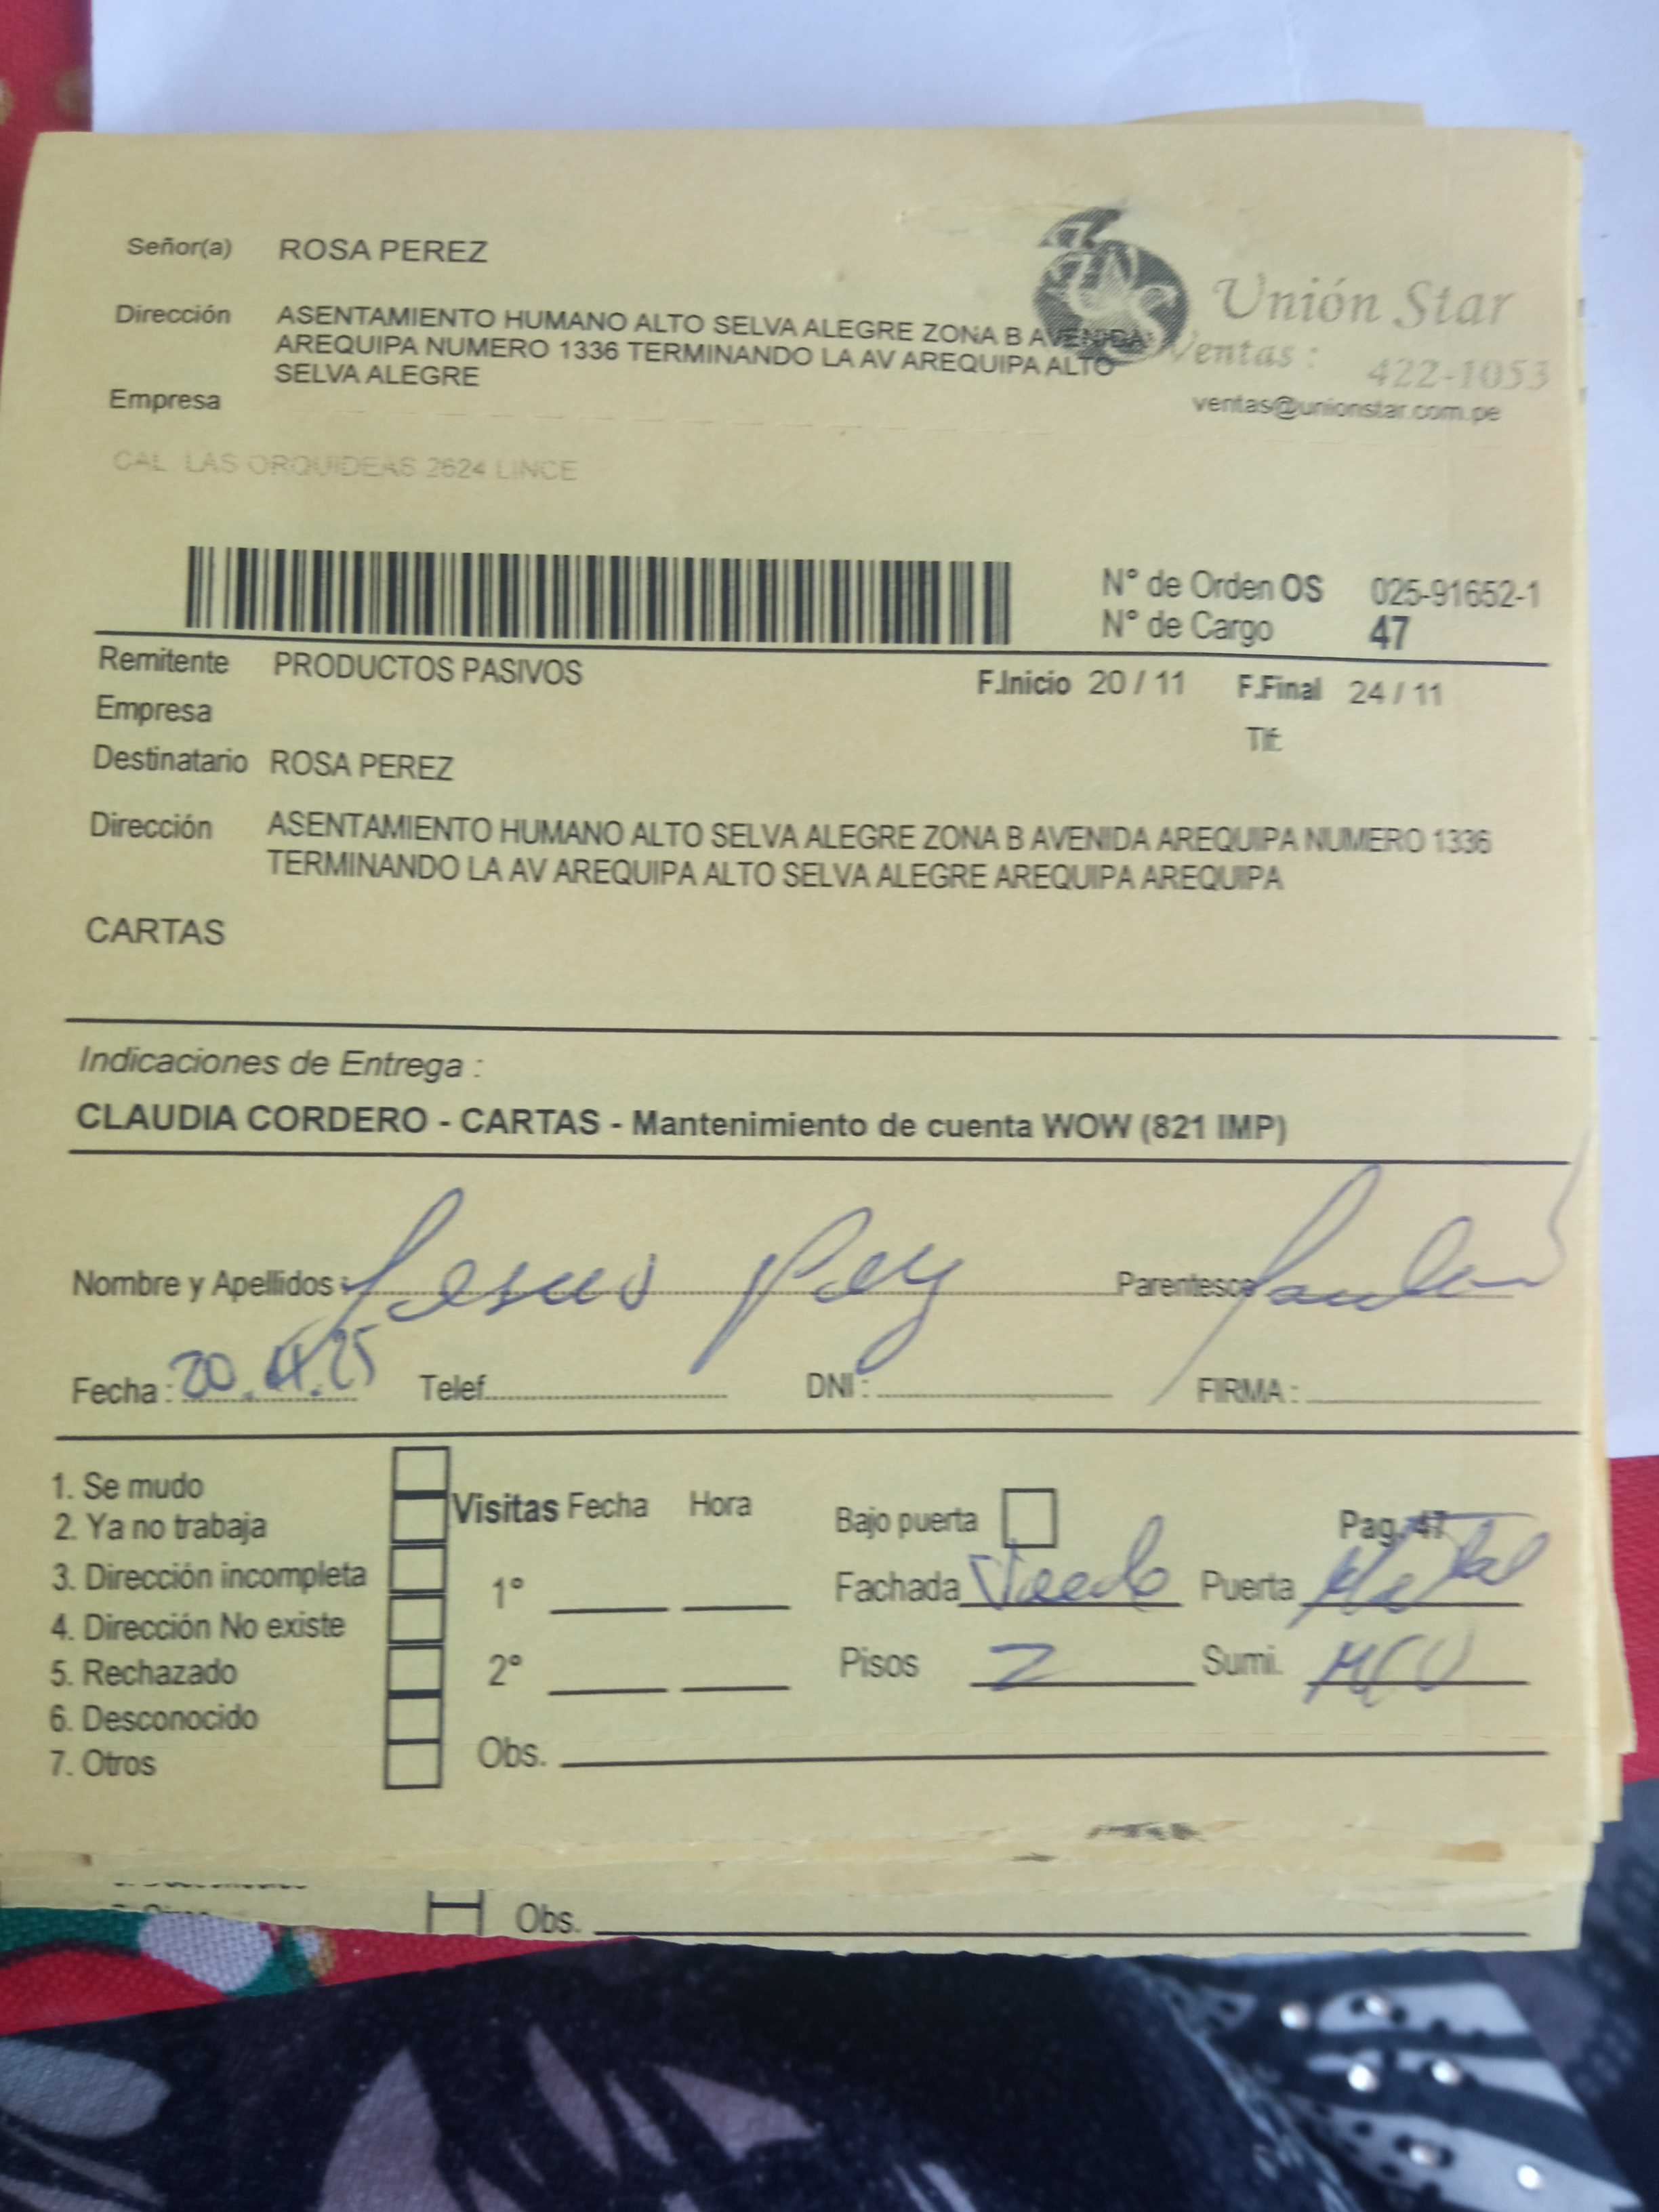 Señor(a) ROSA PEREZ
Unión Star
Dirección ASENTAMIENTO HUMANO ALTO SELVA ALEGRE ZONA B AVENIDA
AREQUIPA NUMERO 1336 TERMINANDO LA AV AREQUIPA ALTO
SELVA ALEGRE
Ventas : 422-1053
Empresa
ventas@unionstar.com.pe
CAL LAS ORQUIDEAS 2624 LINCE
N° de Orden OS 025-91652-1
N° de Cargo 47
Remitente PRODUCTOS PASIVOS
F.Inicio 20 / 11 F.Final 24 / 11
Empresa
Tlf:
Destinatario ROSA PEREZ
Dirección ASENTAMIENTO HUMANO ALTO SELVA ALEGRE ZONA B AVENIDA AREQUIPA NUMERO 1336
TERMINANDO LA AV AREQUIPA ALTO SELVA ALEGRE AREQUIPA AREQUIPA
CARTAS
Indicaciones de Entrega :
CLAUDIA CORDERO - CARTAS - Mantenimiento de cuenta WOW (821 IMP)
Nombre y Apellidos : Jesus Parentesco
Fecha : Telef. DNI : FIRMA :
1. Se mudo
2. Ya no trabaja
3. Dirección incompleta
4. Dirección No existe
5. Rechazado
6. Desconocido
7. Otros
Visitas Fecha Hora
1°
2°
Obs.
Bajo puerta Pag. 47
Fachada Puerta Metal
Pisos 2 Sumi.
Obs.